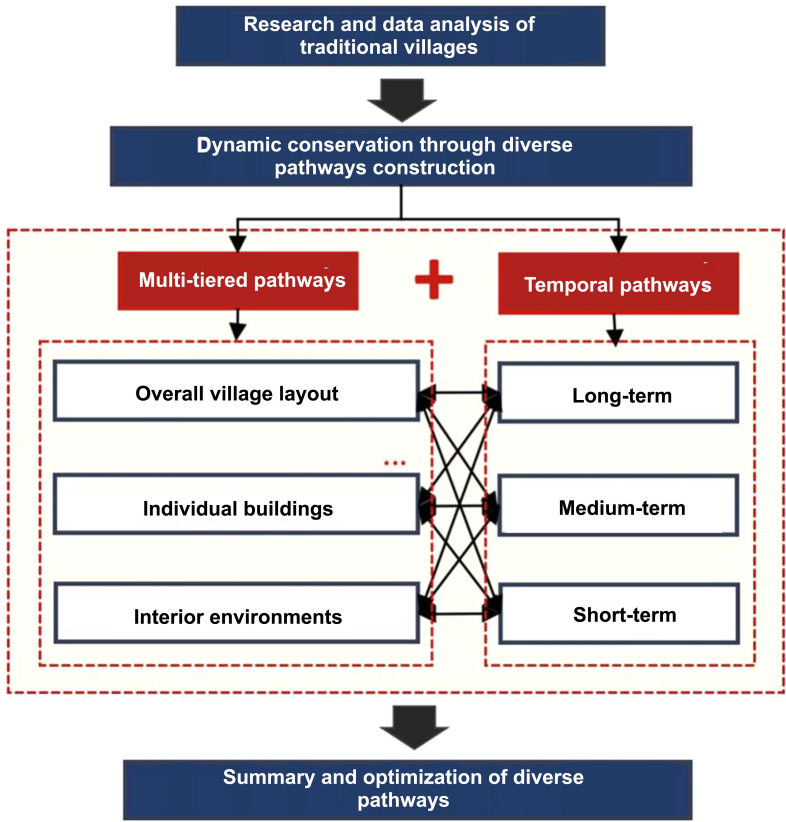 Research and data analysis of
traditional villages
Dynamic conservation through diverse
pathways construction
Multi-tiered pathways
+
Temporal pathways
Overall village layout
Long-term
...
Individual buildings
Medium-term
Interior environments
Short-term
Summary and optimization of diverse
pathways